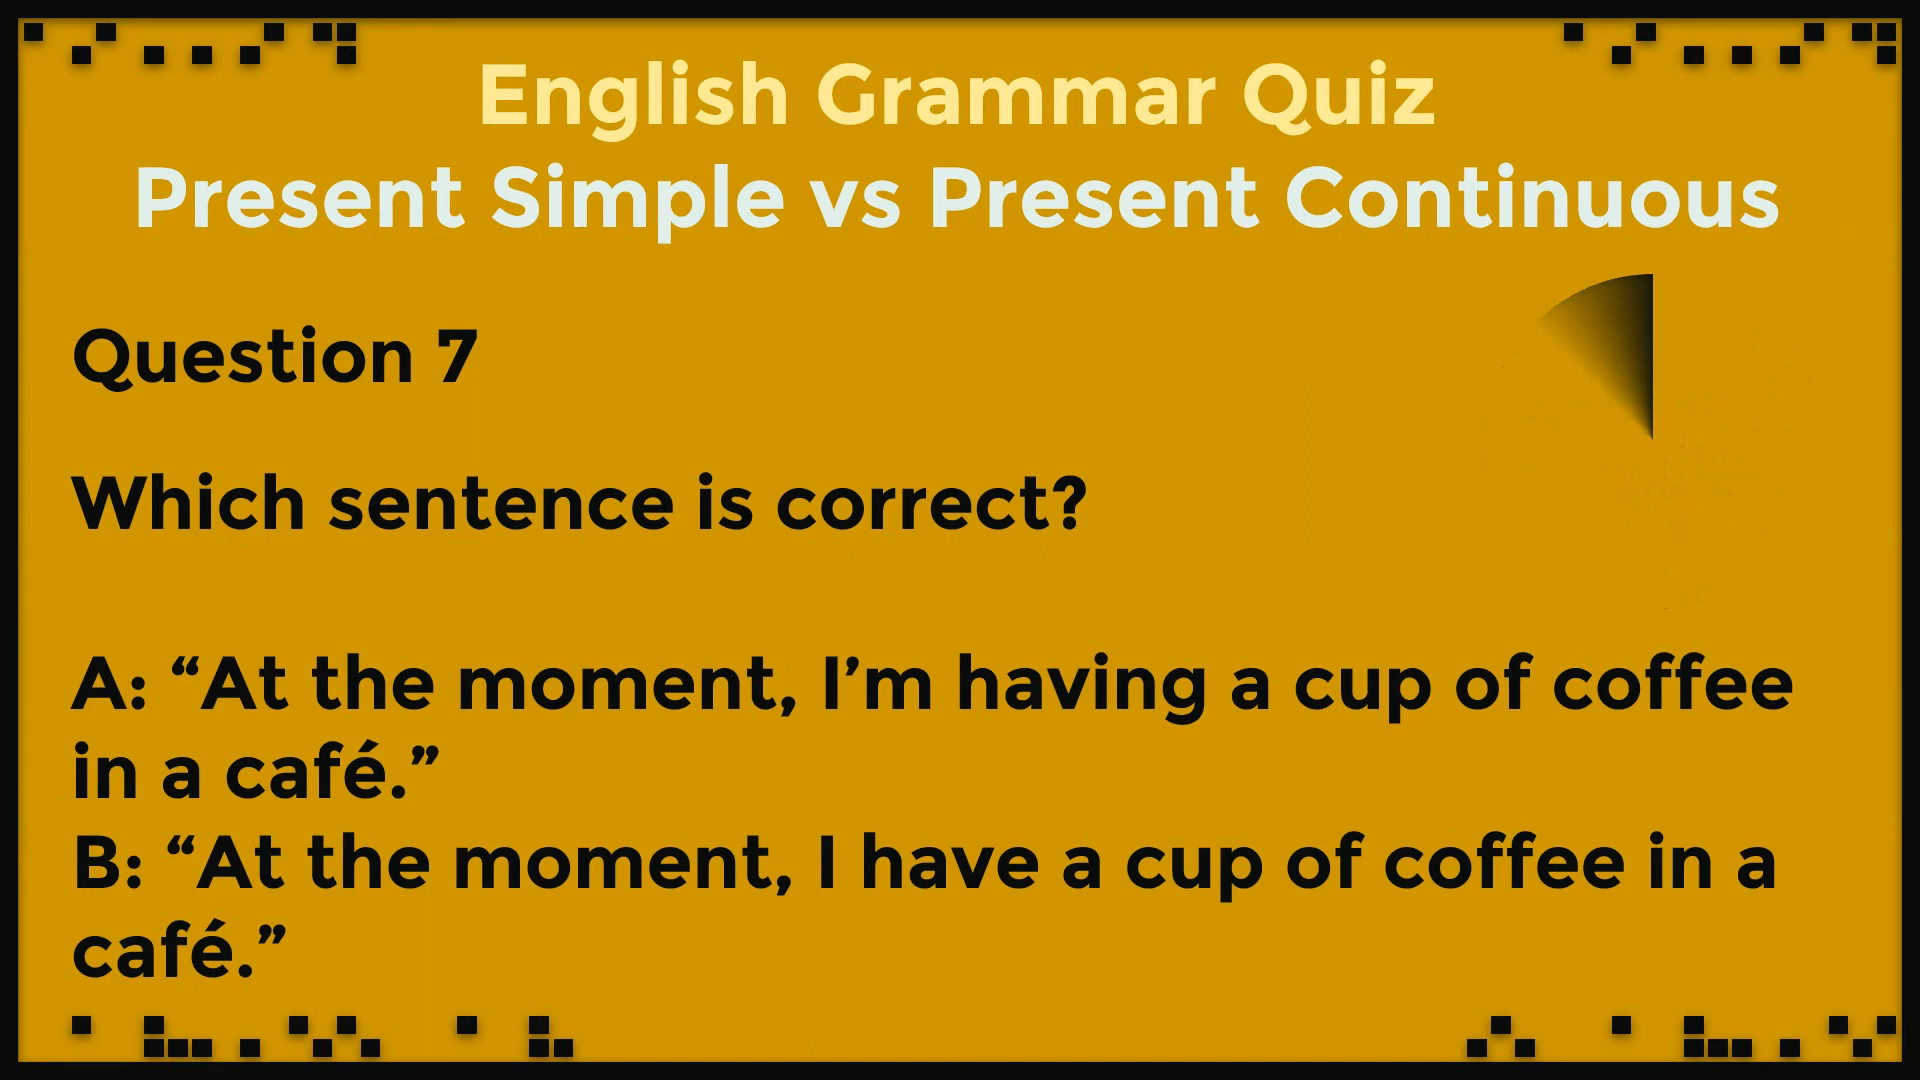 English Grammar Quiz
Present Simple vs Present Continuous
Question 7
Which sentence is correct?
A: “At the moment, I’m having a cup of coffee
in a café.”
B: “At the moment, I have a cup of coffee in a
café.”